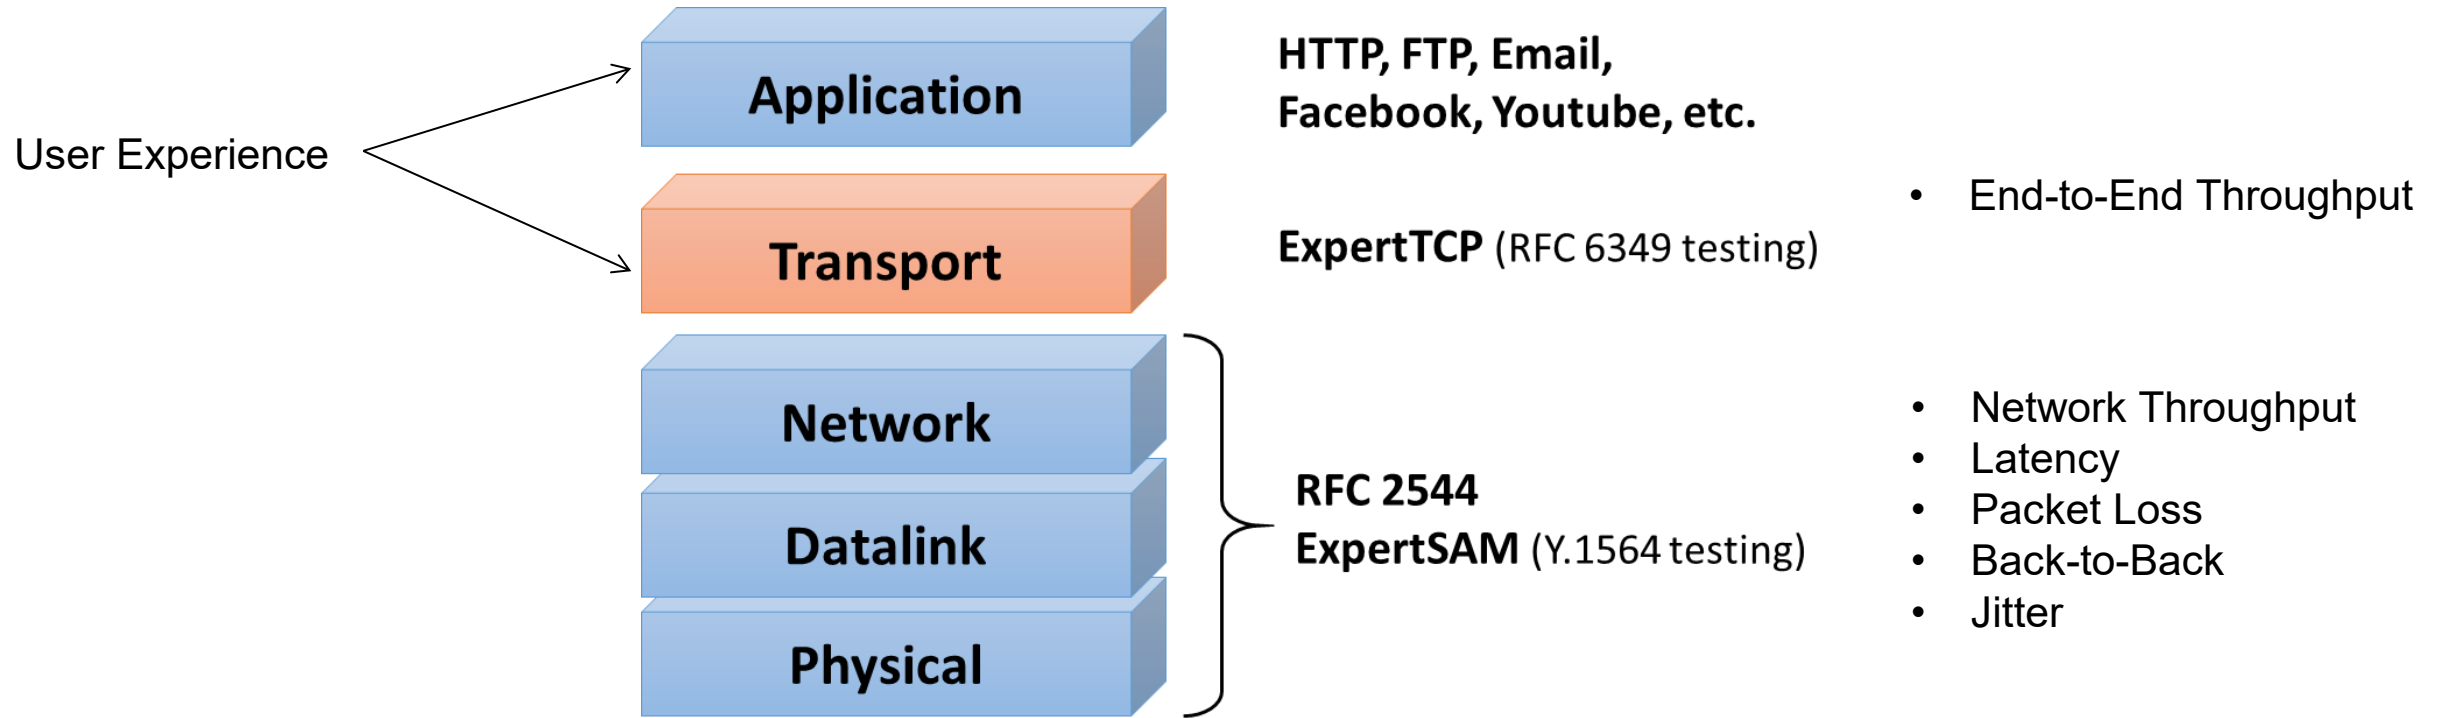 User Experience
Application
HTTP, FTP, Email,
Facebook, Youtube, etc.
Transport
ExpertTCP (RFC 6349 testing)
• End-to-End Throughput
Network
Datalink
Physical
RFC 2544
ExpertSAM (Y.1564 testing)
• Network Throughput
• Latency
• Packet Loss
• Back-to-Back
• Jitter